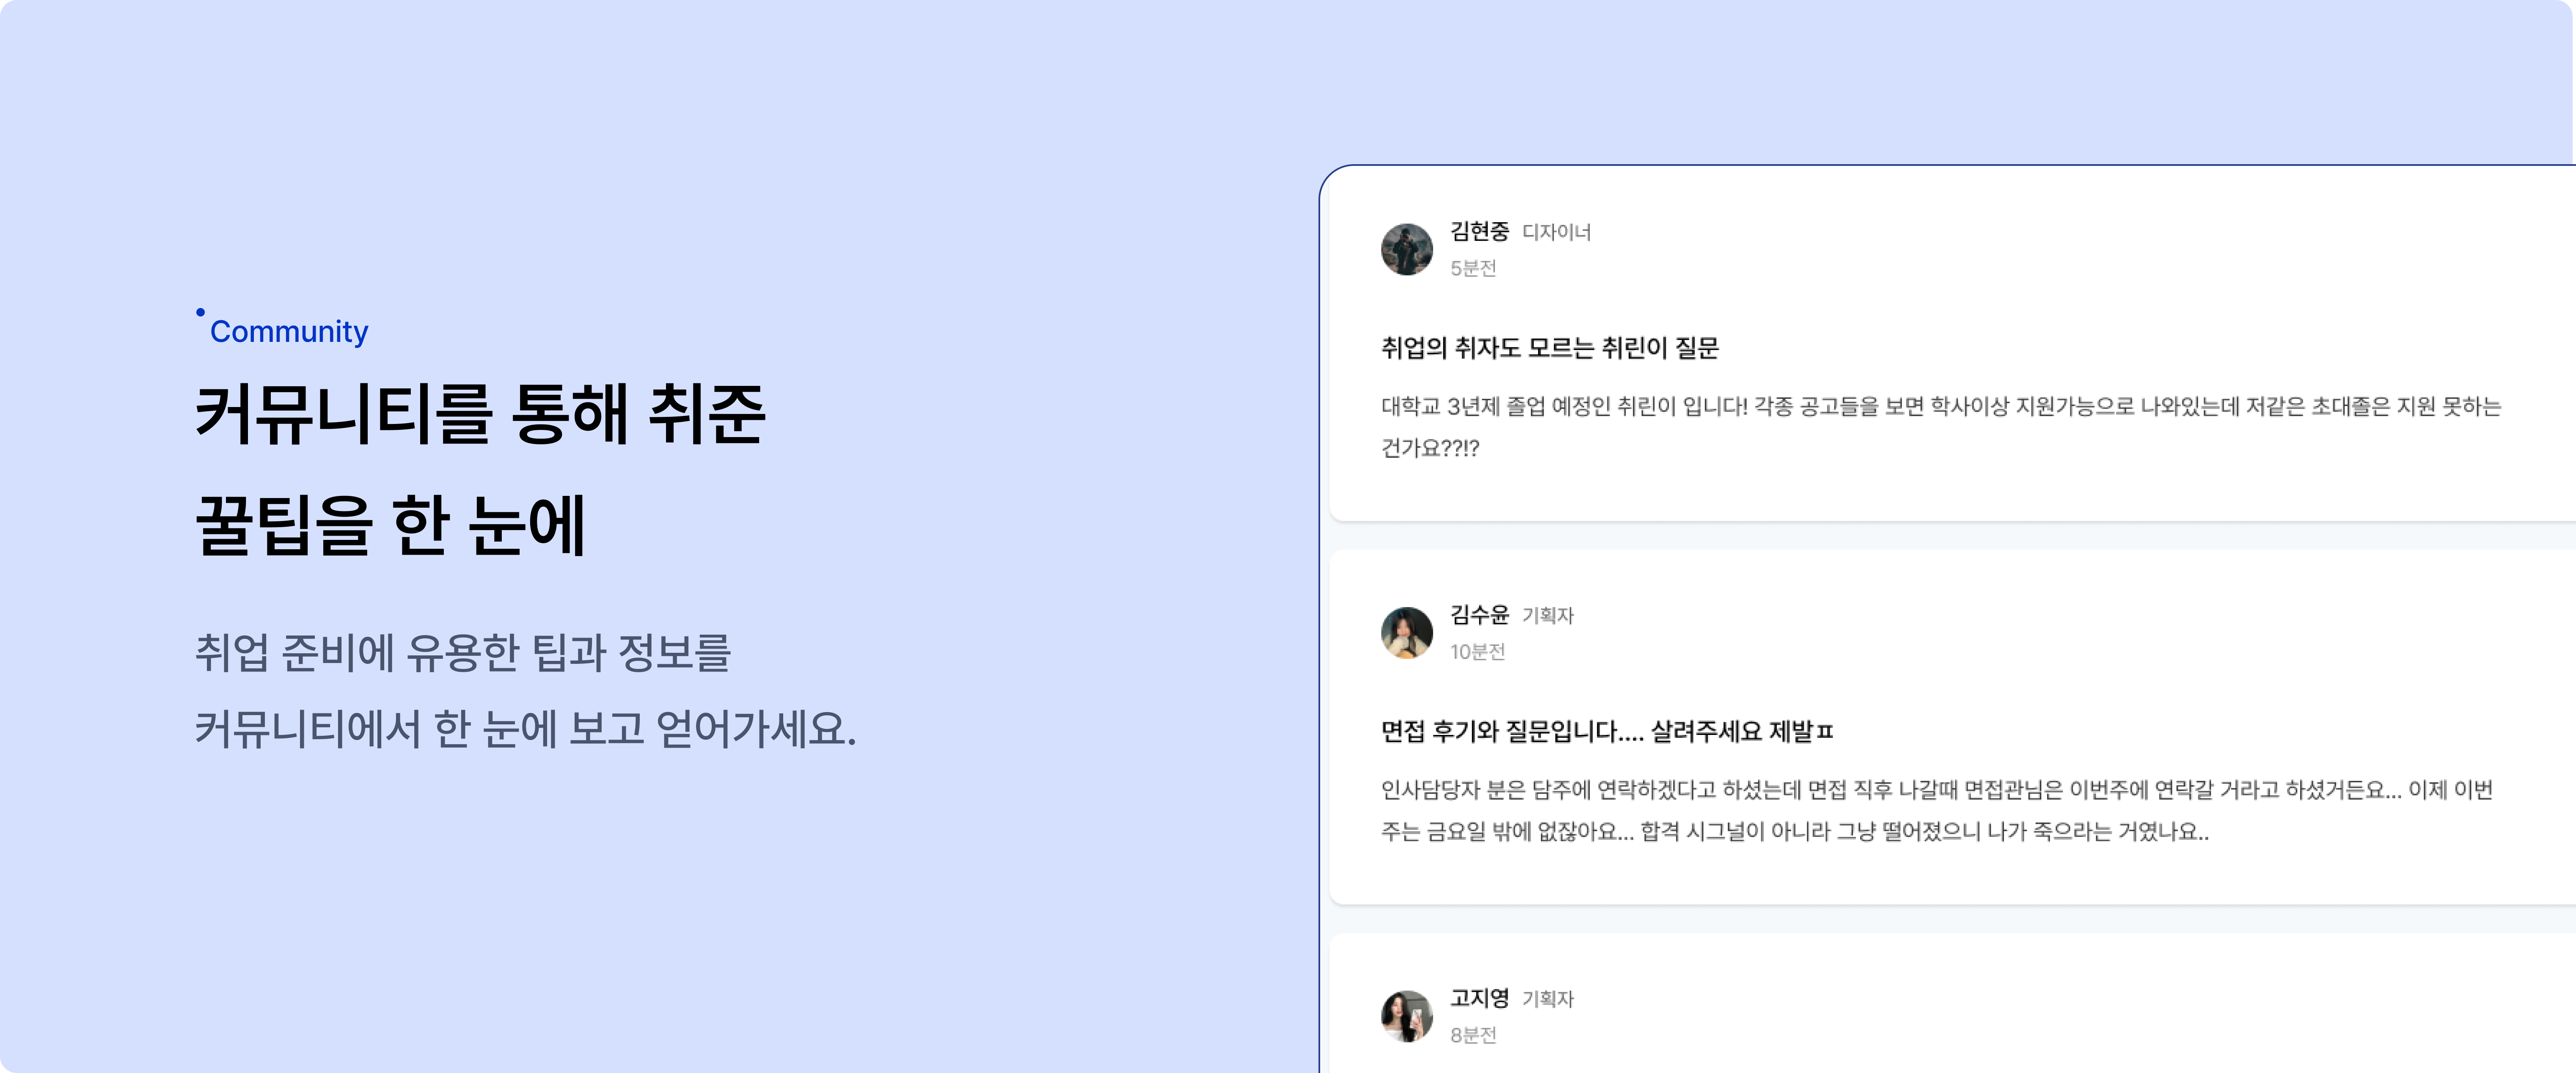 Community
커뮤니티를 통해 취준
꿀팁을 한 눈에
취업 준비에 유용한 팁과 정보를
커뮤니티에서 한 눈에 보고 얻어가세요.
김현중 디자이너
5분전
취업의 취자도 모르는 취린이 질문
대학교 3년제 졸업 예정인 취린이 입니다! 각종 공고들을 보면 학사이상 지원가능으로 나와있는데 저같은 초대졸은 지원 못하는
건가요??!?
김수윤 기획자
10분전
면접 후기와 질문입니다.... 살려주세요 제발ㅍ
인사담당자 분은 담주에 연락하겠다고 하셨는데 면접 직후 나갈때 면접관님은 이번주에 연락갈 거라고 하셨거든요... 이제 이번
주는 금요일 밖에 없잖아요... 합격 시그널이 아니라 그냥 떨어졌으니 나가 죽으라는 거였나요..
고지영 기획자
8분전